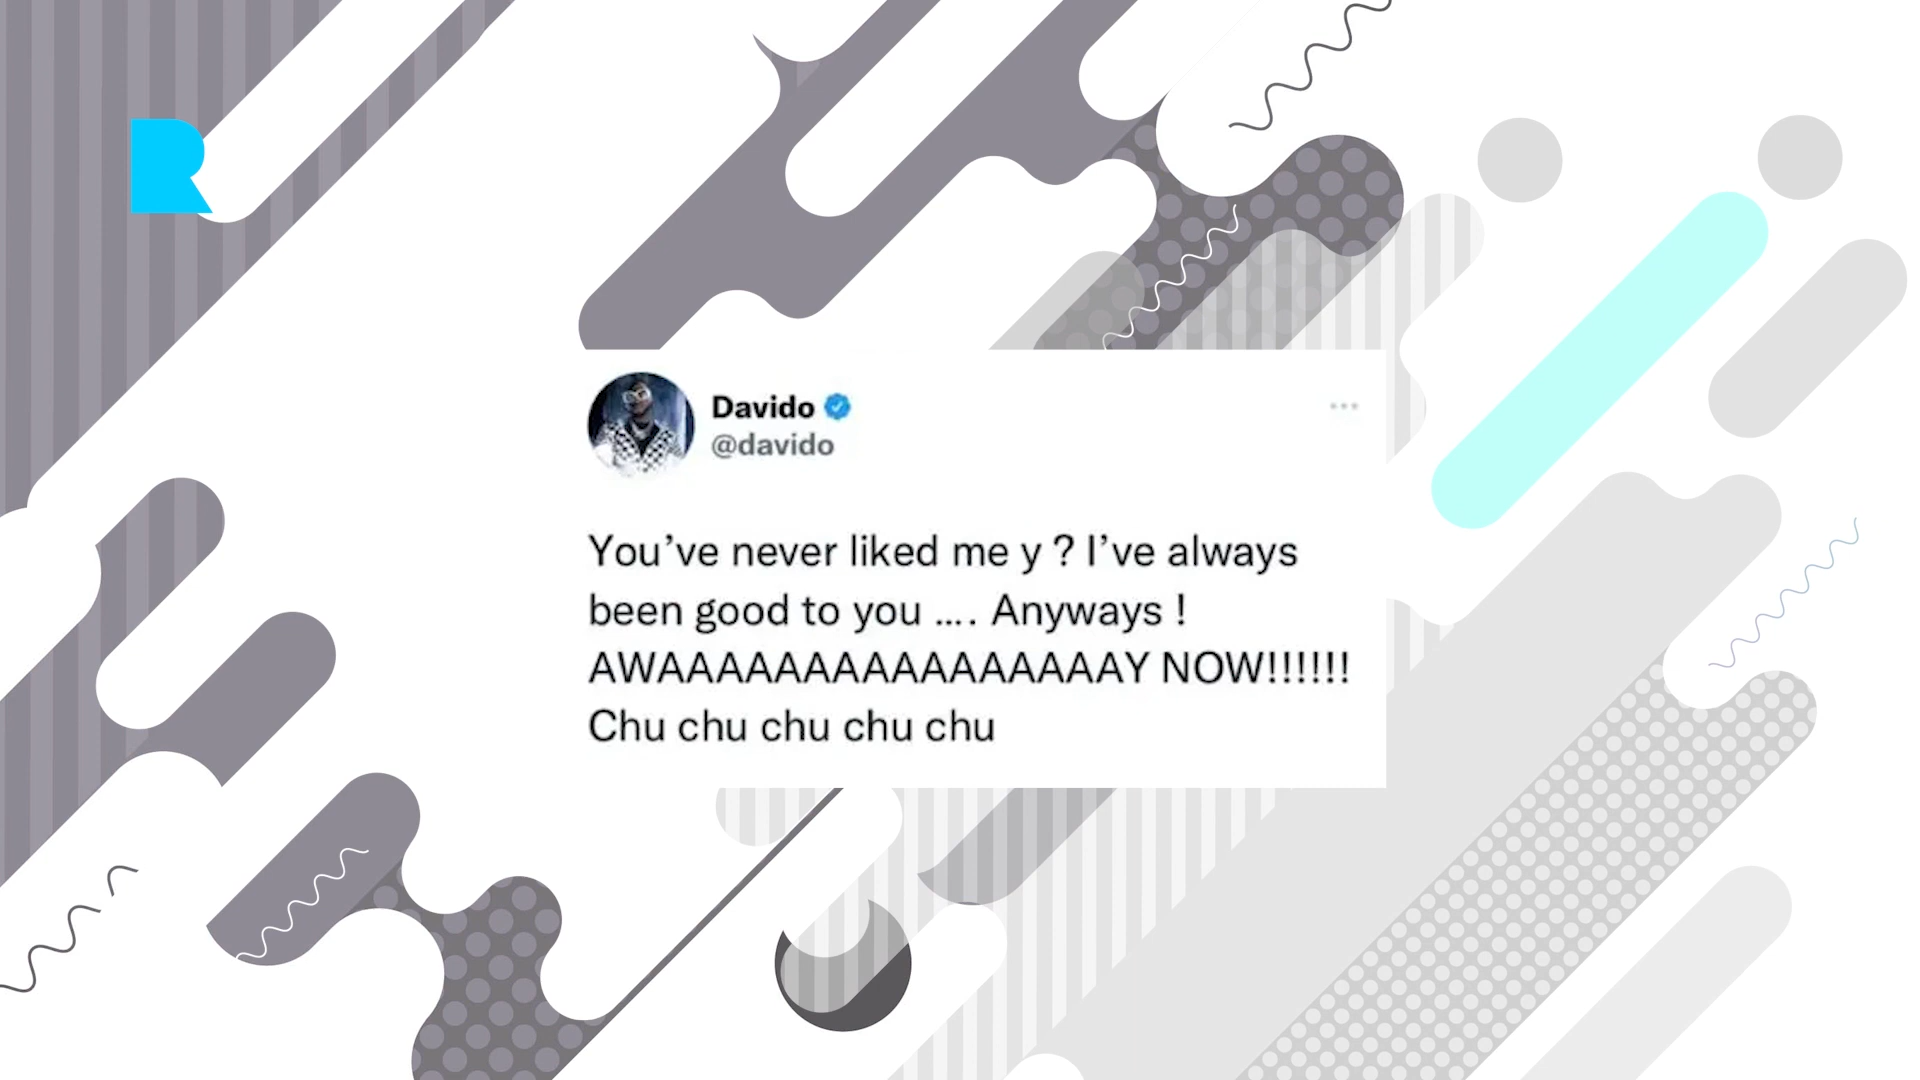 R
Davido
@davido
You’ve never liked me y ? I’ve always
been good to you .... Anyways !
AWAAAAAAAAAAAAAAAAY NOW!!!!!!
Chu chu chu chu chu